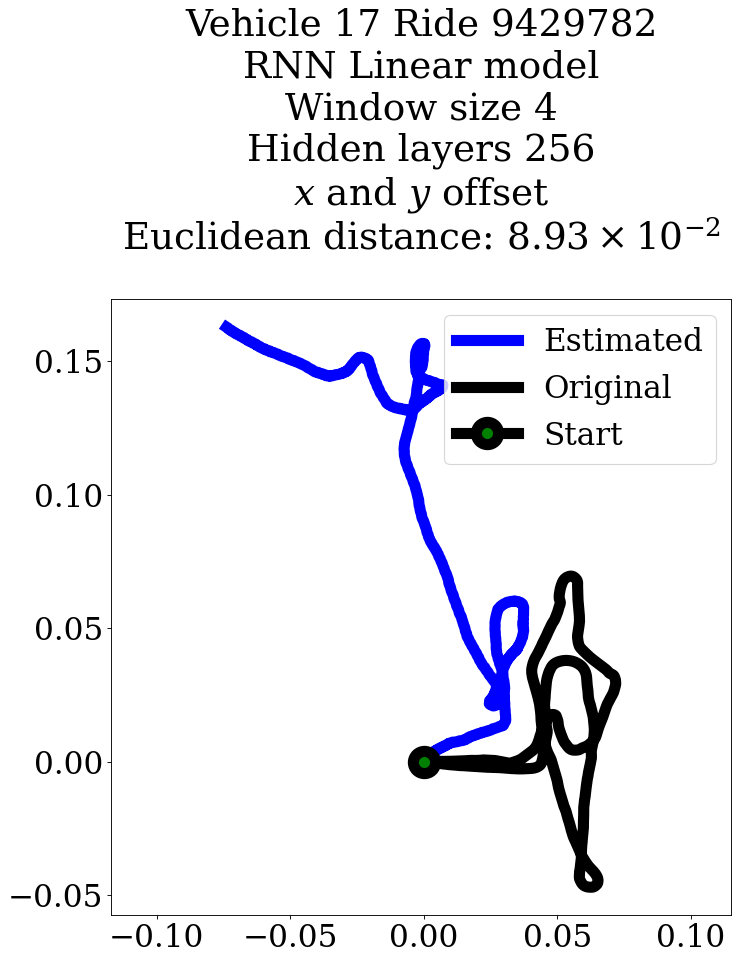 Vehicle 17 Ride 9429782
RNN Linear model
Window size 4
Hidden layers 256
x and y offset
Euclidean distance: 8.93 × 10⁻²
Estimated
Original
Start
0.15
0.10
0.05
0.00
−0.05
−0.10
−0.05
0.00
0.05
0.10